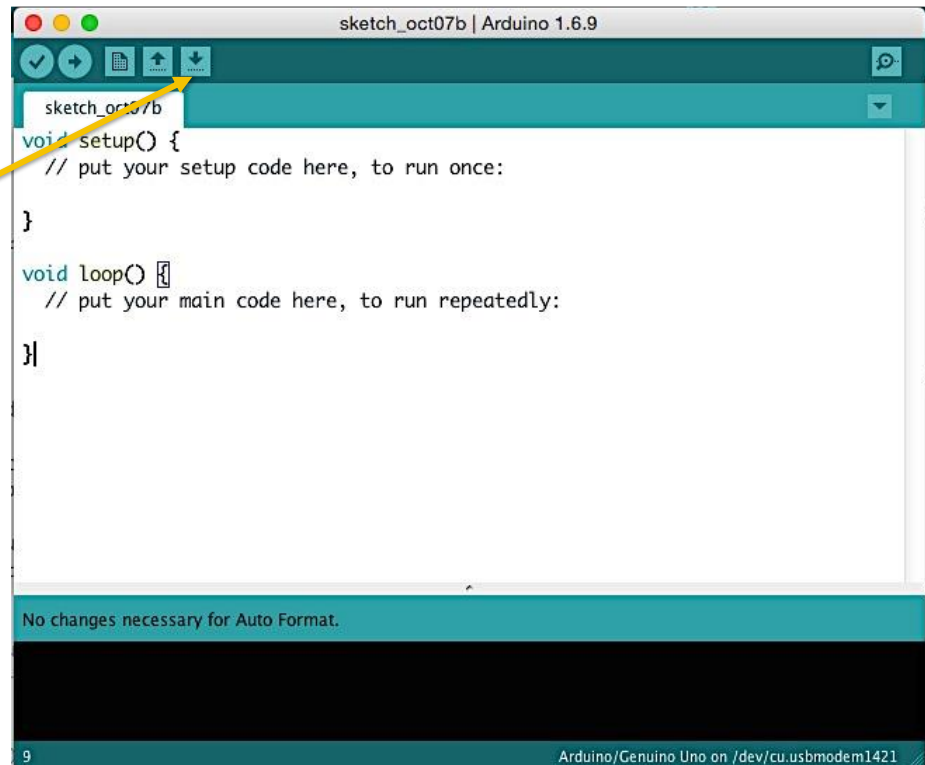 sketch_oct07b | Arduino 1.6.9
sketch_oct07b
void setup() {
  // put your setup code here, to run once:
}
void loop() {
  // put your main code here, to run repeatedly:
}
No changes necessary for Auto Format.
9 Arduino/Genuino Uno on /dev/cu.usbmodem1421